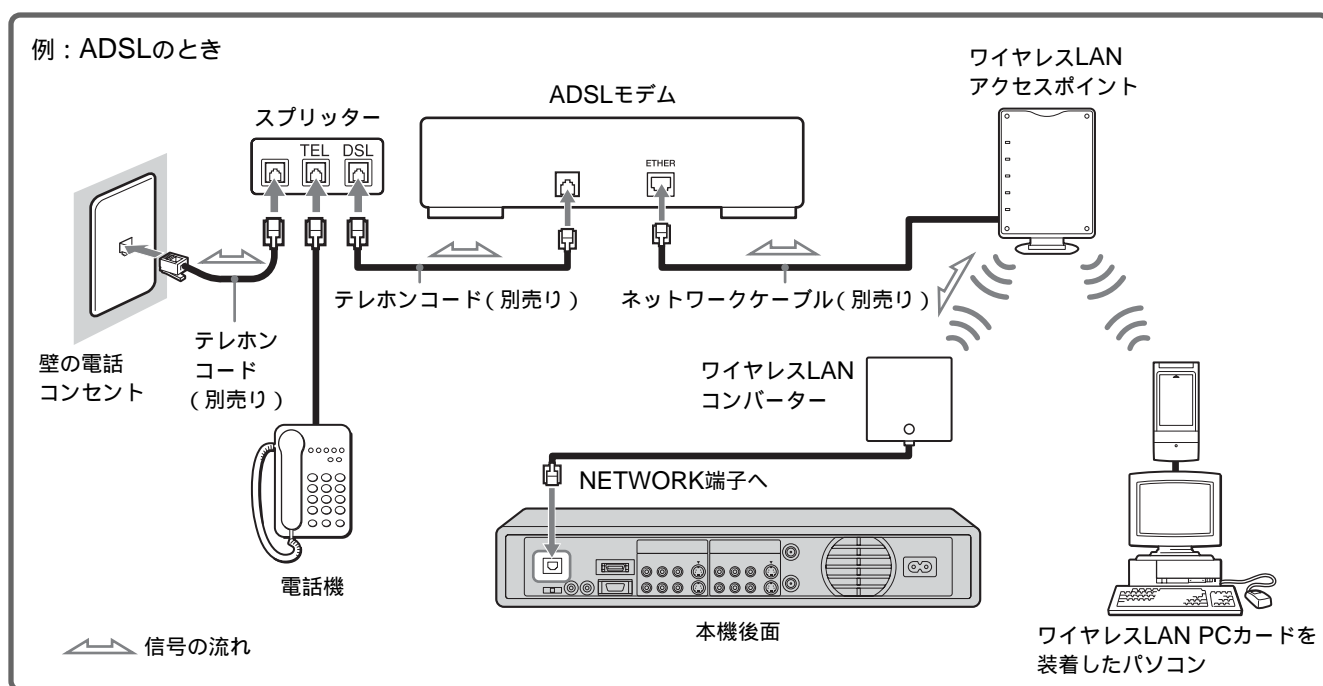 例：ADSLのとき
ワイヤレスLAN
アクセスポイント
ADSLモデム
スプリッター
TEL DSL
ETHER
テレホンコード（別売り）
ネットワークケーブル（別売り）
テレホン
コード
（別売り）
壁の電話
コンセント
ワイヤレスLAN
コンバーター
NETWORK端子へ
電話機
本機後面
信号の流れ
ワイヤレスLAN PCカードを
装着したパソコン